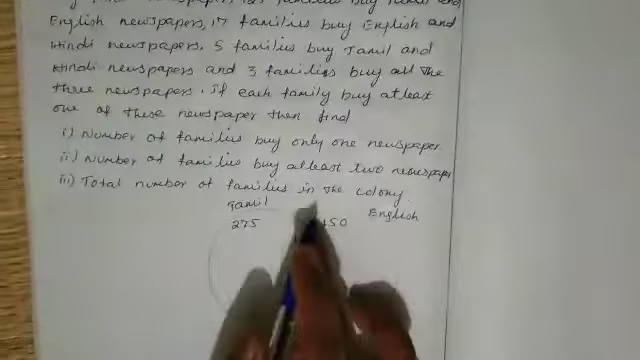 English newspapers, 17 families buy English and
Hindi newspapers, 5 families buy Tamil and
Hindi newspapers and 3 families buy all the
three newspapers. If each family buy atleast
one of these newspaper then find
i) Number of families buy only one newspaper
ii) Number of families buy atleast two newspaper
iii) Total number of families in the colony.
Tamil English
275 150